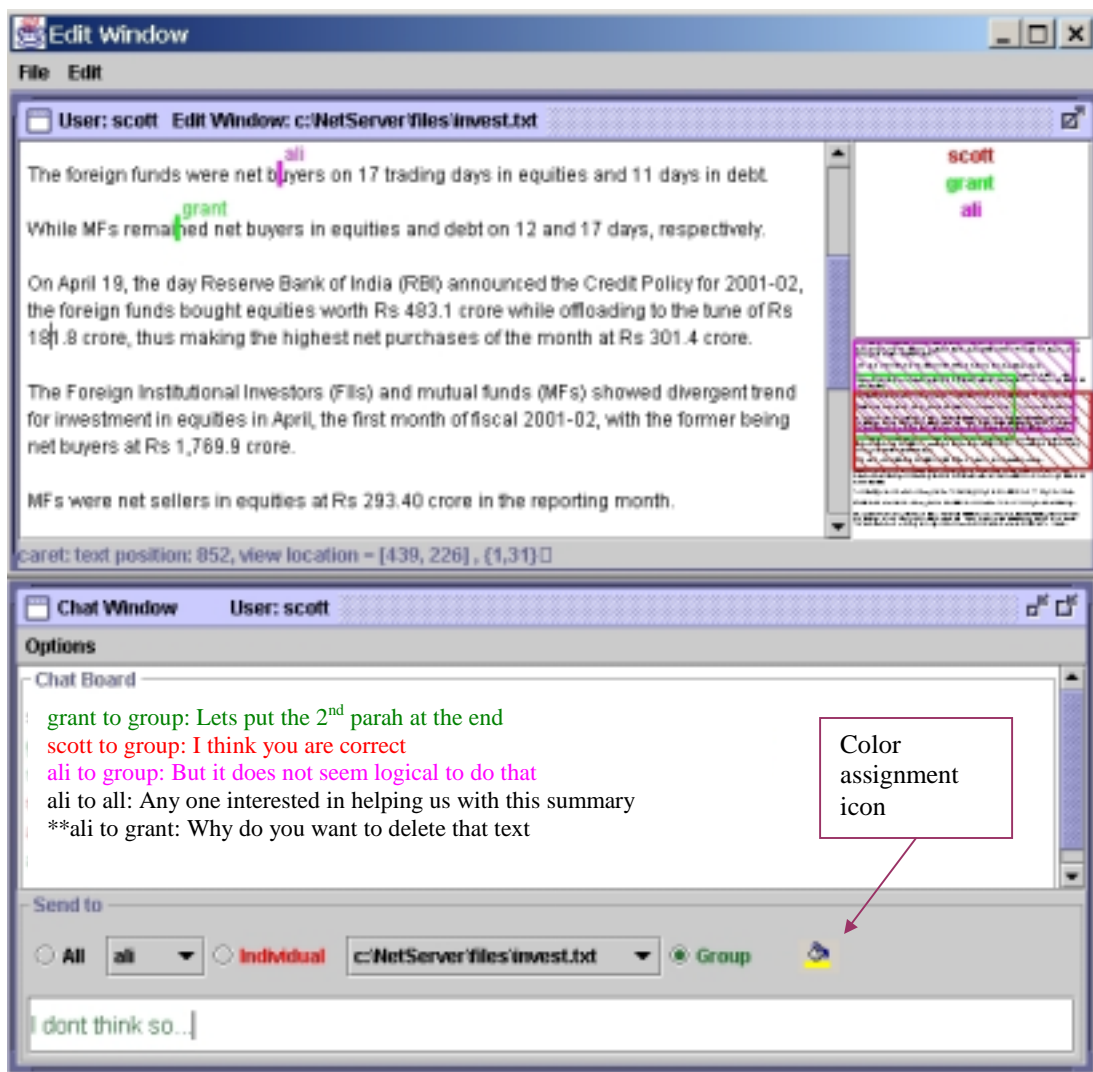 Edit Window
File Edit
User: scott Edit Window: c:\NetServer\files\invest.txt
ali
The foreign funds were net buyers on 17 trading days in equities and 11 days in debt.
grant
While MFs remained net buyers in equities and debt on 12 and 17 days, respectively.
On April 19, the day Reserve Bank of India (RBI) announced the Credit Policy for 2001-02,
the foreign funds bought equities worth Rs 483.1 crore while offloading to the tune of Rs
181.8 crore, thus making the highest net purchases of the month at Rs 301.4 crore.
The Foreign Institutional Investors (FIIs) and mutual funds (MFs) showed divergent trend
for investment in equities in April, the first month of fiscal 2001-02, with the former being
net buyers at Rs 1,769.9 crore.
MFs were net sellers in equities at Rs 293.40 crore in the reporting month.
scott
grant
ali
caret: text position: 852, view location = [439, 226] , {1,31}
Chat Window User: scott
Options
Chat Board
grant to group: Lets put the 2nd parah at the end
scott to group: I think you are correct
ali to group: But it does not seem logical to do that
ali to all: Any one interested in helping us with this summary
**ali to grant: Why do you want to delete that text
Color
assignment
icon
Send to
All ali Individual c:\NetServer\files\invest.txt Group
I dont think so...